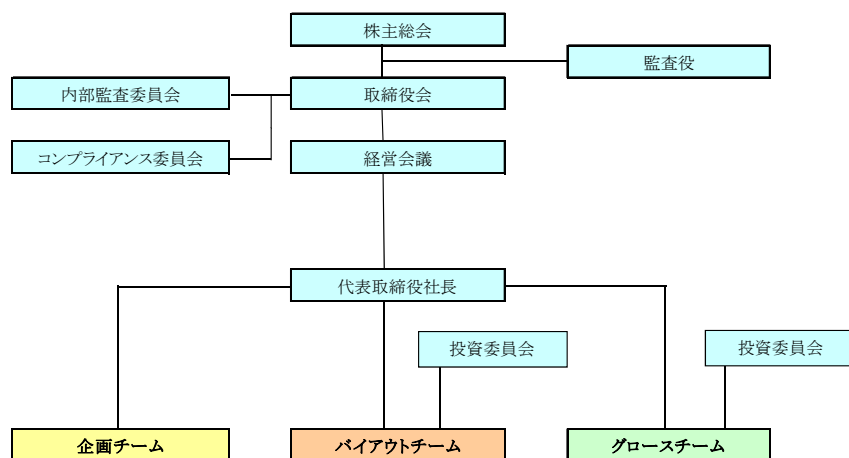 株主総会
監査役
内部監査委員会
取締役会
コンプライアンス委員会
経営会議
代表取締役社長
投資委員会
投資委員会
企画チーム
バイアウトチーム
グロースチーム